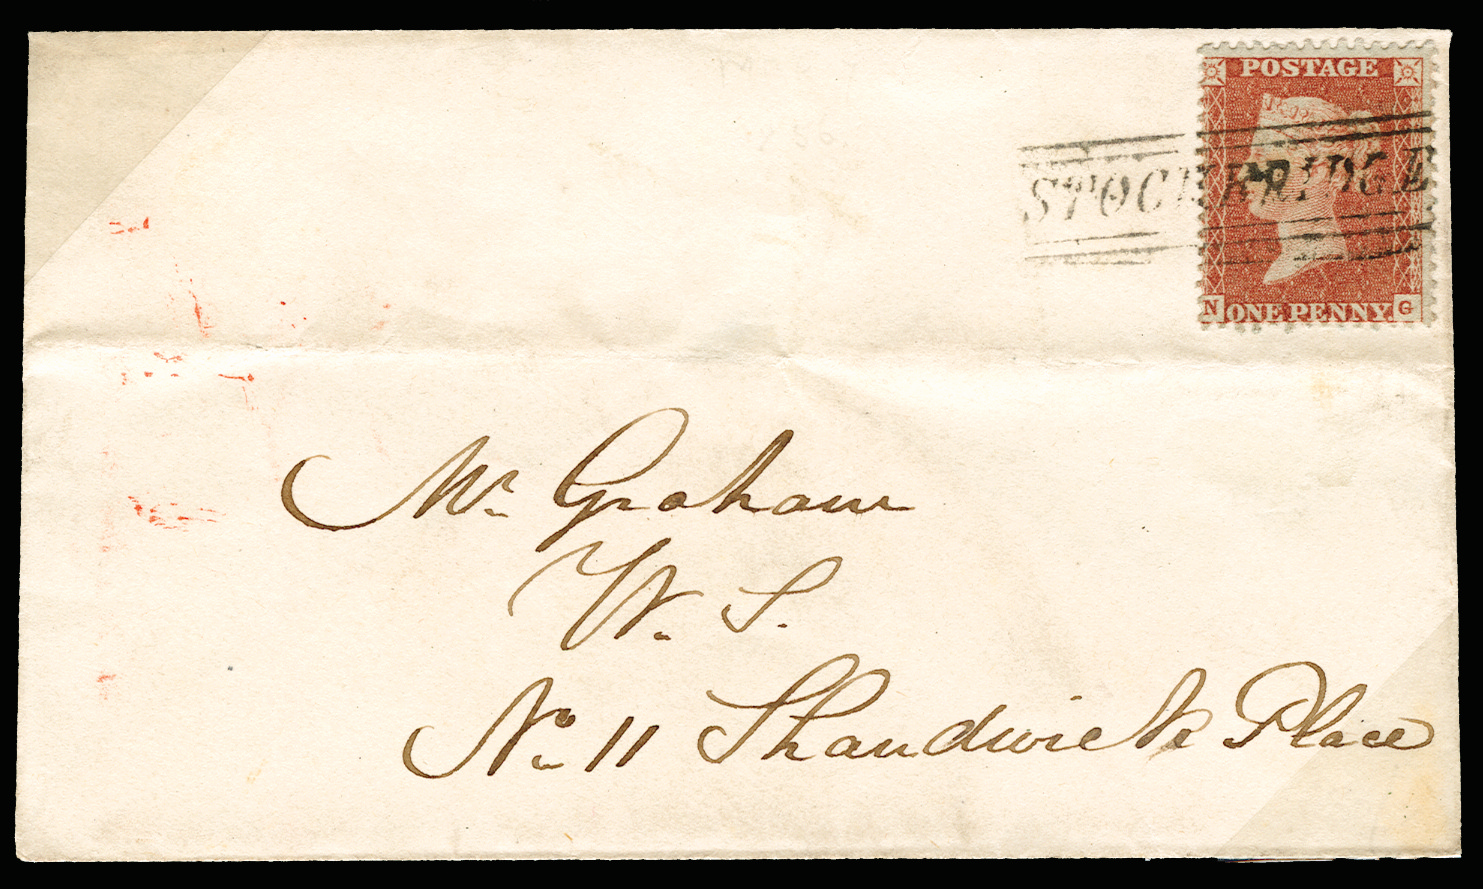 POSTAGE
STOCKBRIDGE
N ONE PENNY. G
Mr. Graham
W. S.
No. 11 Shandwick Place